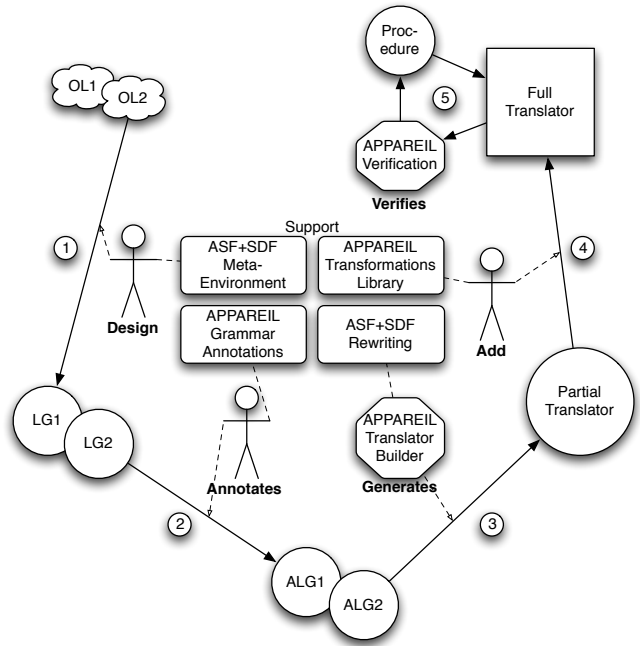 Proc-
edure
OL1
OL2
5
Full
Translator
APPAREIL
Verification
Verifies
Support
1
ASF+SDF
Meta-
Environment
APPAREIL
Transformations
Library
4
Design
APPAREIL
Grammar
Annotations
ASF+SDF
Rewriting
Add
LG1
LG2
APPAREIL
Translator
Builder
Partial
Translator
Annotates
Generates
2
3
ALG1
ALG2